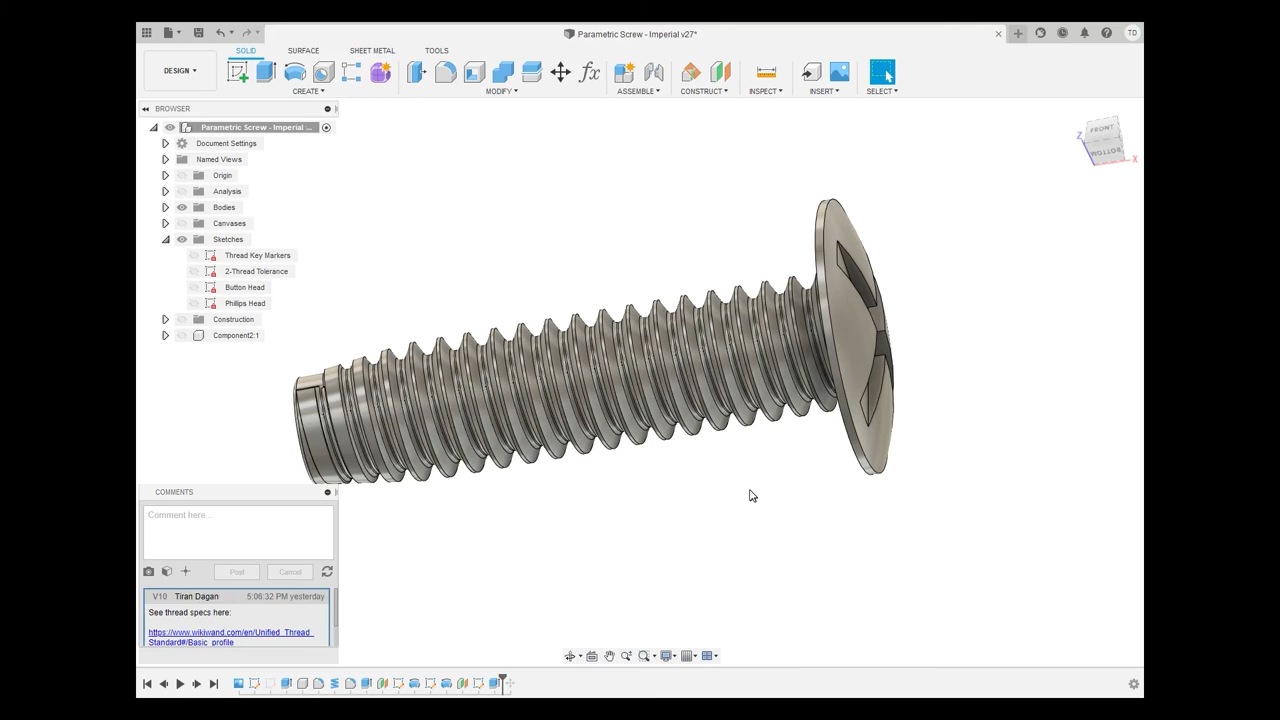 Parametric Screw - Imperial v27*
TD
DESIGN
SOLID
SURFACE
SHEET METAL
TOOLS
CREATE
MODIFY
ASSEMBLE
CONSTRUCT
INSPECT
INSERT
SELECT
BROWSER
Parametric Screw - Imperial ...
Document Settings
Named Views
Origin
Analysis
Bodies
Canvases
Sketches
Thread Key Markers
2-Thread Tolerance
Button Head
Phillips Head
Construction
Component2:1
FRONT
BOTTOM
Z
X
COMMENTS
Comment here...
Post
Cancel
V10 Tiran Dagan 5:06:32 PM yesterday
See thread specs here:
https://www.wikiwand.com/en/Unified_Thread_
Standard#/Basic_profile